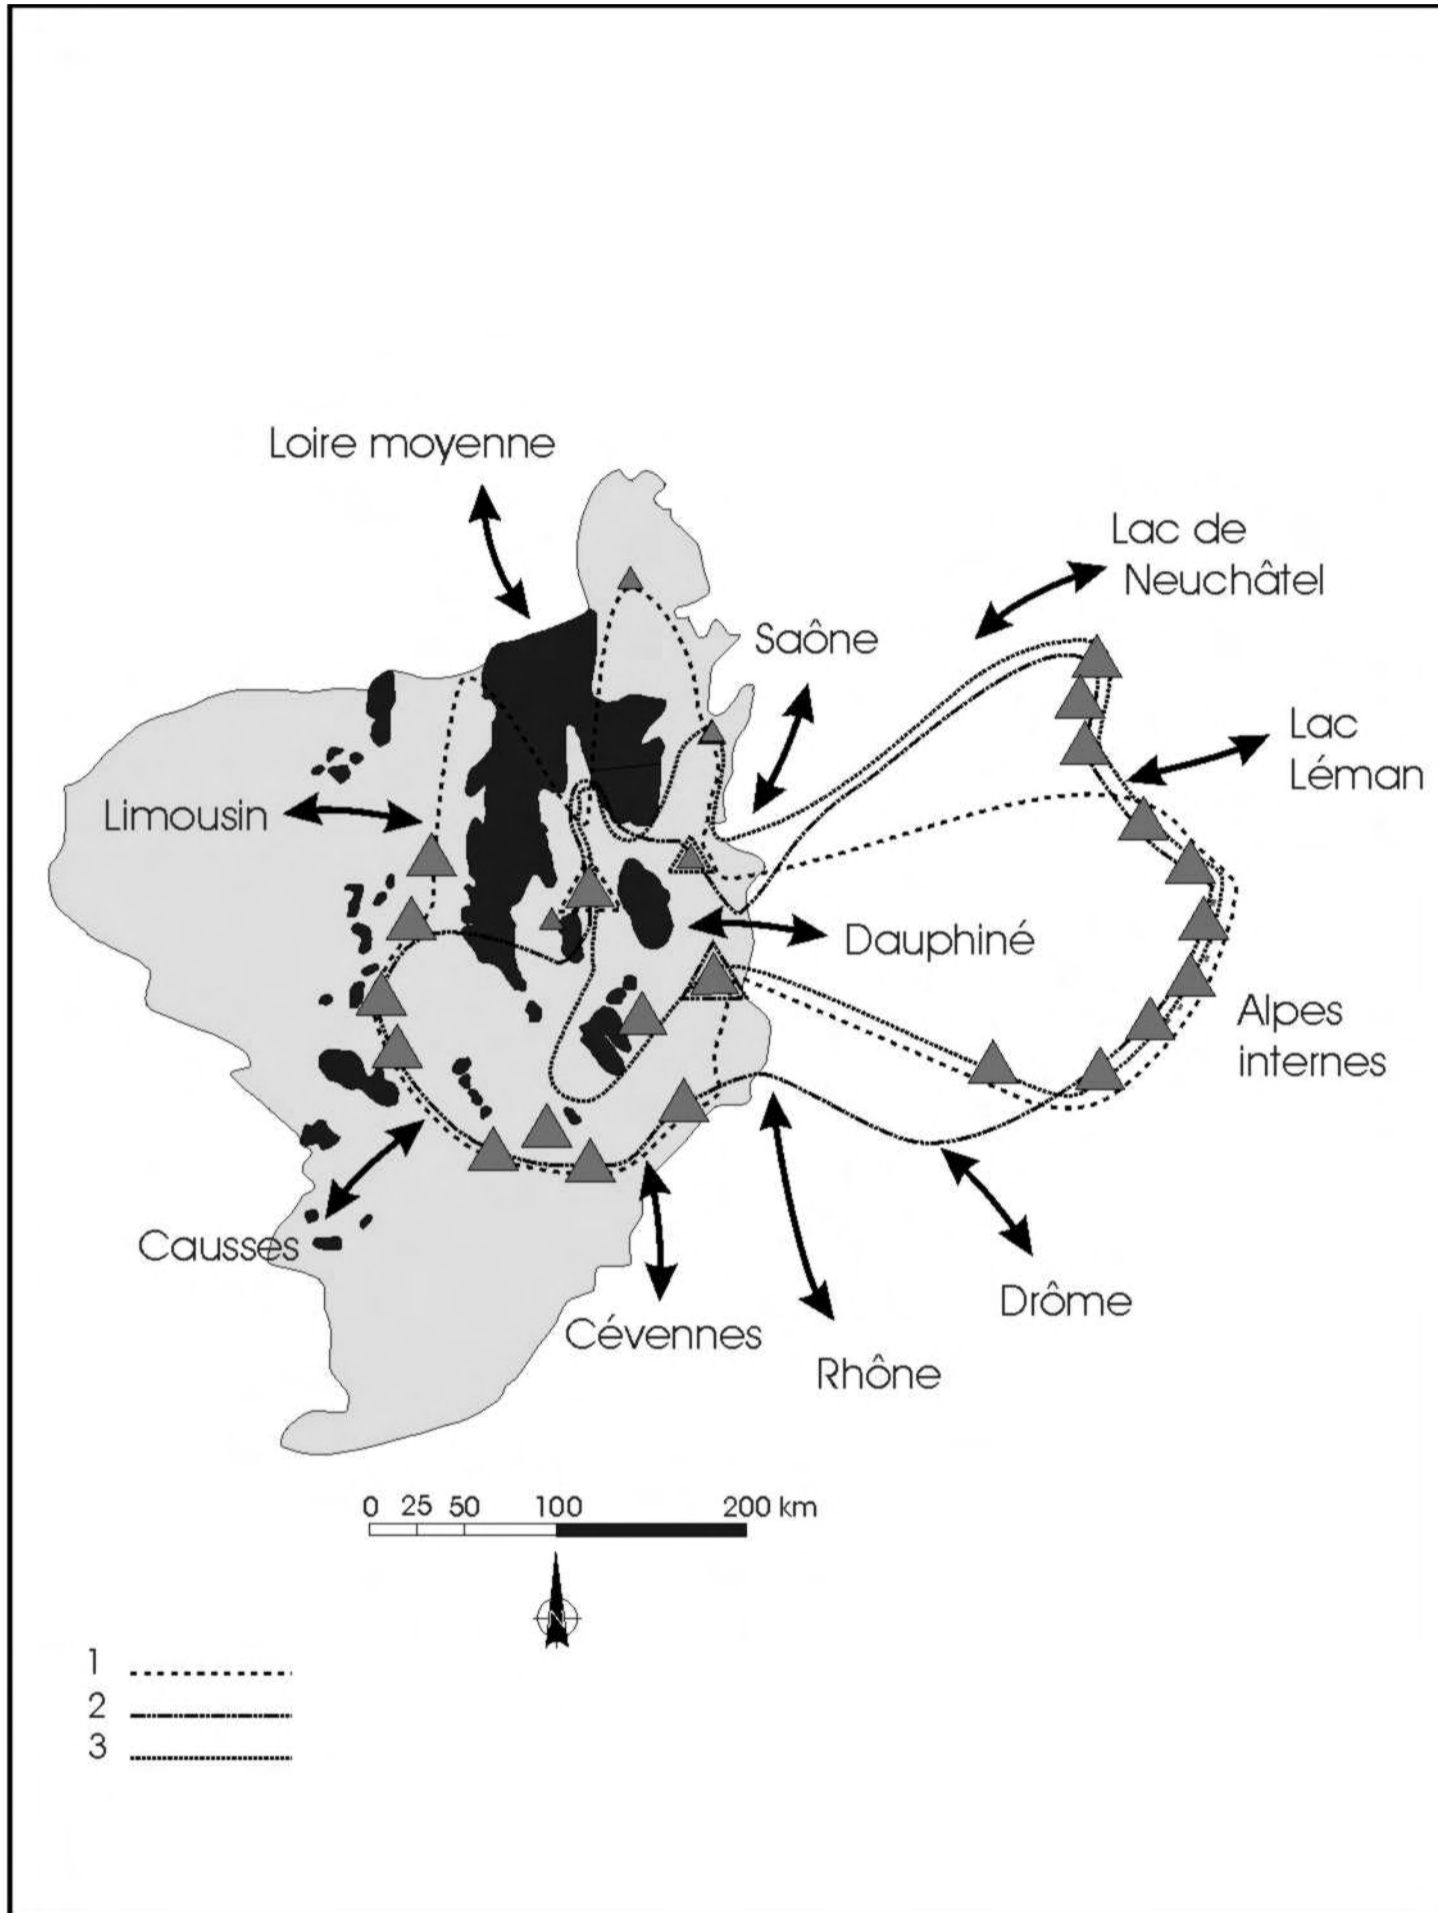 Loire moyenne
Lac de
Neuchâtel
Saône
Lac
Léman
Limousin
Dauphiné
Alpes
internes
Causses
Drôme
Cévennes
Rhône
0 25 50 100 200 km
N
1
2
3